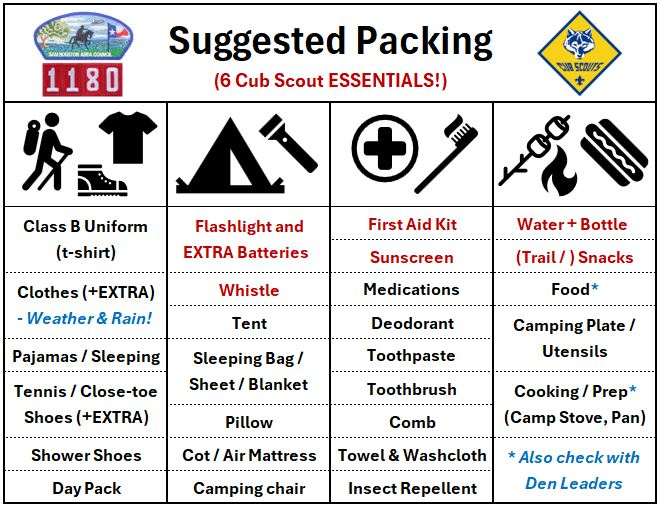 SAM HOUSTON AREA COUNCIL
1180
Suggested Packing
(6 Cub Scout ESSENTIALS!)
CUB SCOUTS
Class B Uniform
(t-shirt)
Clothes (+EXTRA)
- Weather & Rain!
Pajamas / Sleeping
Tennis / Close-toe
Shoes (+EXTRA)
Shower Shoes
Day Pack
Flashlight and
EXTRA Batteries
Whistle
Tent
Sleeping Bag /
Sheet / Blanket
Pillow
Cot / Air Mattress
Camping chair
First Aid Kit
Sunscreen
Medications
Deodorant
Toothpaste
Toothbrush
Comb
Towel & Washcloth
Insect Repellent
Water + Bottle
(Trail / ) Snacks
Food*
Camping Plate /
Utensils
Cooking / Prep*
(Camp Stove, Pan)
* Also check with
Den Leaders